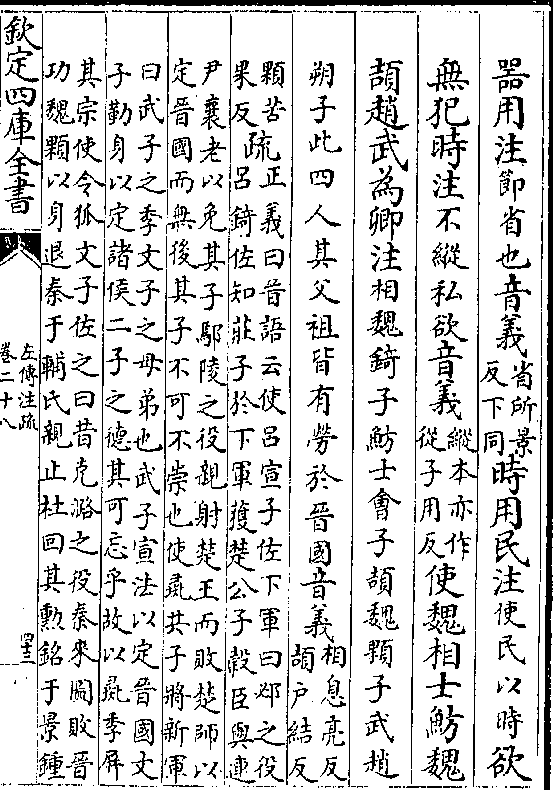 器用注節省也音義省所景反下同時用民注使民以時欲
無犯時注不縱私欲音義縱本亦作從子用反使魏相士魴魏
頡趙武為卿注相魏錡子魴士會子頡魏顆子武趙
朔子此四人其父祖皆有勞於晉國音義相息亮反頡户結反
顆苦果反疏正義曰晉語云使吕宣子佐下軍曰邲之役吕錡佐知莊子於下軍獲楚公子榖臣與連
尹襄老以免其子鄢陵之役親射楚王而敗楚師以定晉國而無後其子不可不崇也使彘共子將新軍
曰武子之季文子之母弟也武子宣法以定晉國文子勤身以定諸侯二子之德其可忘乎故以彘季屏
其宗使令狐文子佐之曰昔克潞之役秦來圖敗晉功魏顆以身退秦于輔氏親止杜回其勲銘于景鍾
欽定四庫全書
左傳注疏
卷二十八
四十三